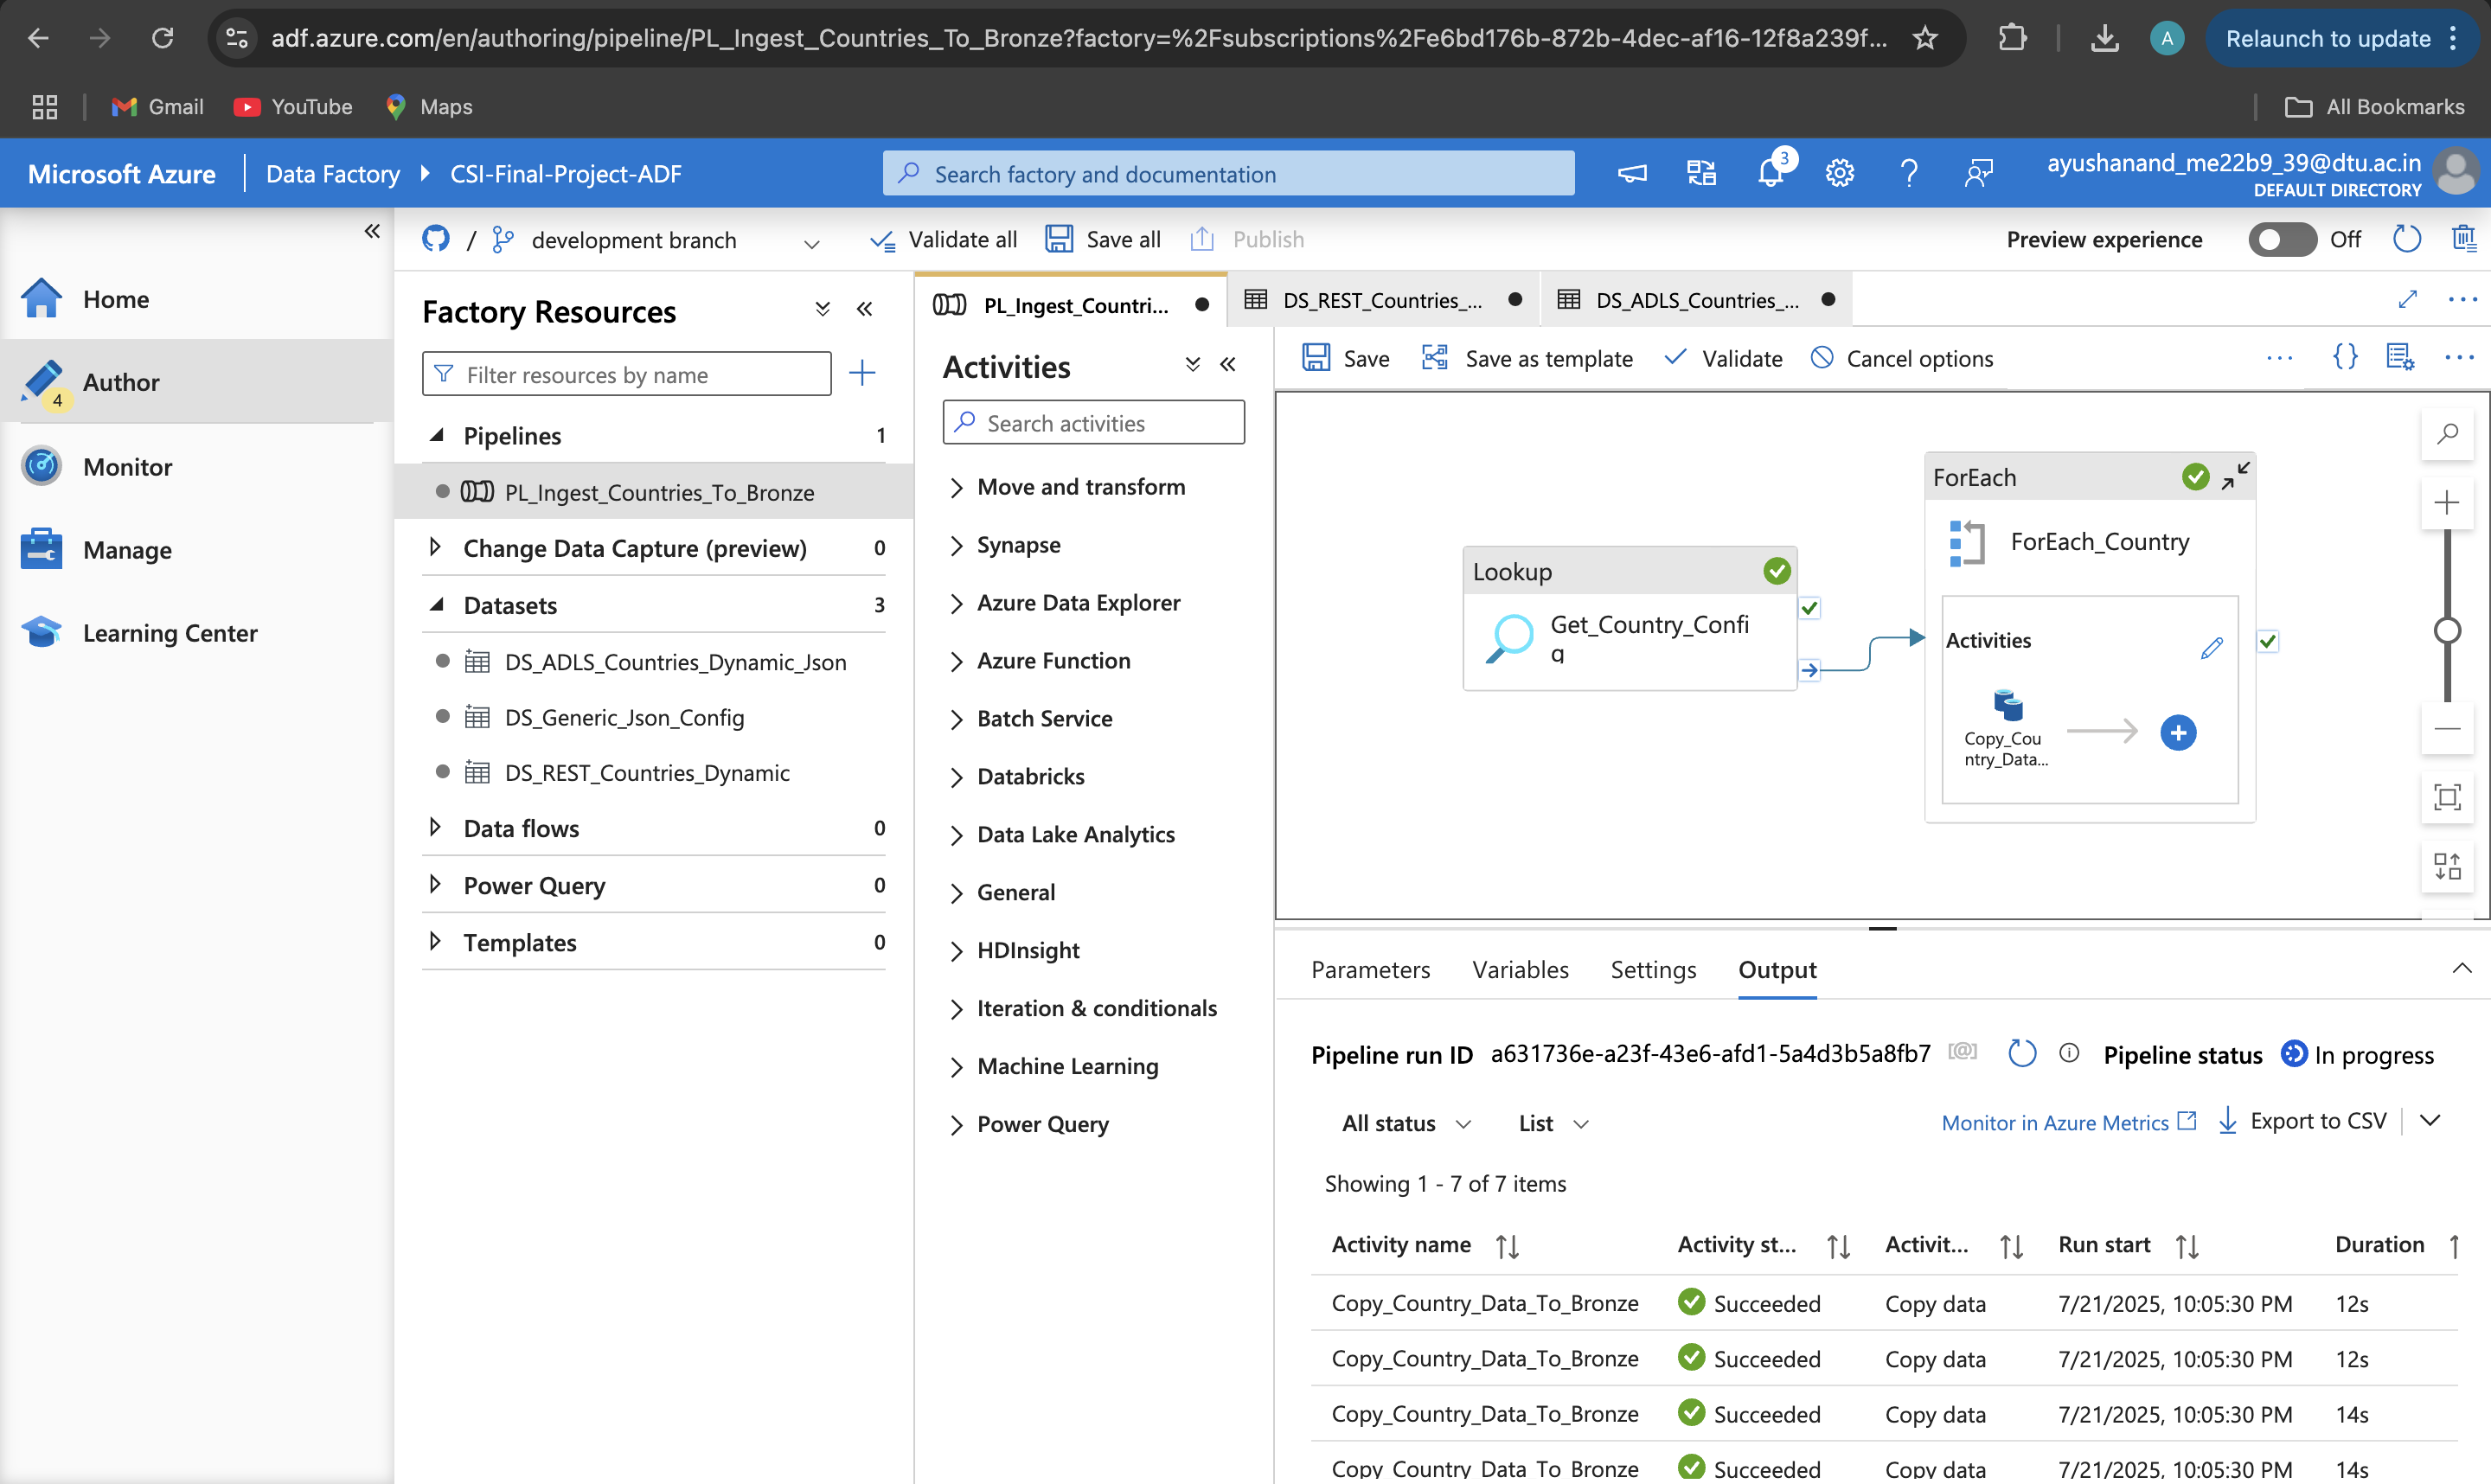 adf.azure.com/en/authoring/pipeline/PL_Ingest_Countries_To_Bronze?factory=%2Fsubscriptions%2Fe6bd176b-872b-4dec-af16-12f8a239f...
A
Relaunch to update
Gmail
YouTube
Maps
All Bookmarks
Microsoft Azure
Data Factory
CSI-Final-Project-ADF
Search factory and documentation
3
ayushanand_me22b9_39@dtu.ac.in
DEFAULT DIRECTORY
Home
Author
4
Monitor
Manage
Learning Center
/ development branch
Validate all
Save all
Publish
Preview experience
Off
Factory Resources
Filter resources by name
Pipelines 1
PL_Ingest_Countries_To_Bronze
Change Data Capture (preview) 0
Datasets 3
DS_ADLS_Countries_Dynamic_Json
DS_Generic_Json_Config
DS_REST_Countries_Dynamic
Data flows 0
Power Query 0
Templates 0
PL_Ingest_Countri...
DS_REST_Countries_...
DS_ADLS_Countries_...
Activities
Search activities
Move and transform
Synapse
Azure Data Explorer
Azure Function
Batch Service
Databricks
Data Lake Analytics
General
HDInsight
Iteration & conditionals
Machine Learning
Power Query
Save
Save as template
Validate
Cancel options
{}
Lookup
Get_Country_Confi
g
ForEach
ForEach_Country
Activities
Copy_Cou
ntry_Data...
Parameters
Variables
Settings
Output
Pipeline run ID a631736e-a23f-43e6-afd1-5a4d3b5a8fb7
[@]
Pipeline status In progress
All status
List
Monitor in Azure Metrics
Export to CSV
Showing 1 - 7 of 7 items
Activity name Activity st... Activit... Run start Duration
Copy_Country_Data_To_Bronze Succeeded Copy data 7/21/2025, 10:05:30 PM 12s
Copy_Country_Data_To_Bronze Succeeded Copy data 7/21/2025, 10:05:30 PM 12s
Copy_Country_Data_To_Bronze Succeeded Copy data 7/21/2025, 10:05:30 PM 14s
Copy_Country_Data_To_Bronze Succeeded Copy data 7/21/2025, 10:05:30 PM 14s